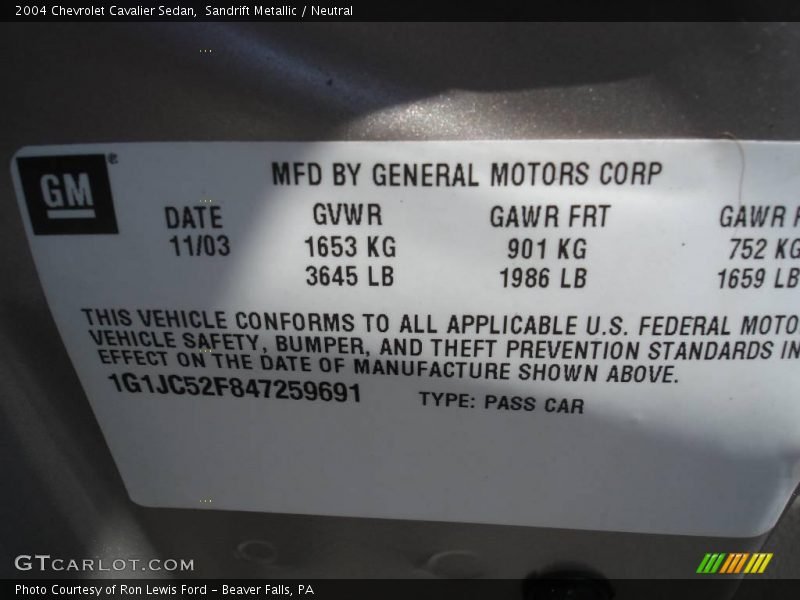 2004 Chevrolet Cavalier Sedan, Sandrift Metallic / Neutral
GM®
MFD BY GENERAL MOTORS CORP
DATE GVWR GAWR FRT GAWR
11/03 1653 KG 901 KG 752 KG
3645 LB 1986 LB 1659 LB
THIS VEHICLE CONFORMS TO ALL APPLICABLE U.S. FEDERAL MOTO
VEHICLE SAFETY, BUMPER, AND THEFT PREVENTION STANDARDS IN
EFFECT ON THE DATE OF MANUFACTURE SHOWN ABOVE.
1G1JC52F847259691 TYPE: PASS CAR
GTCARLOT.COM
Photo Courtesy of Ron Lewis Ford - Beaver Falls, PA